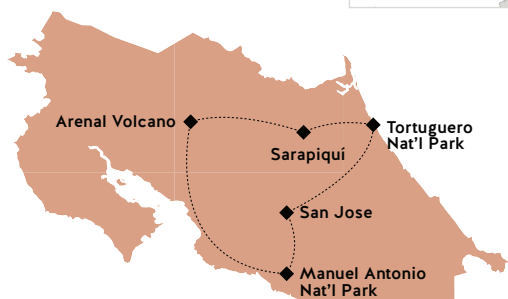 Arenal Volcano
Tortuguero
Nat'l Park
Sarapiquí
San Jose
Manuel Antonio
Nat'l Park